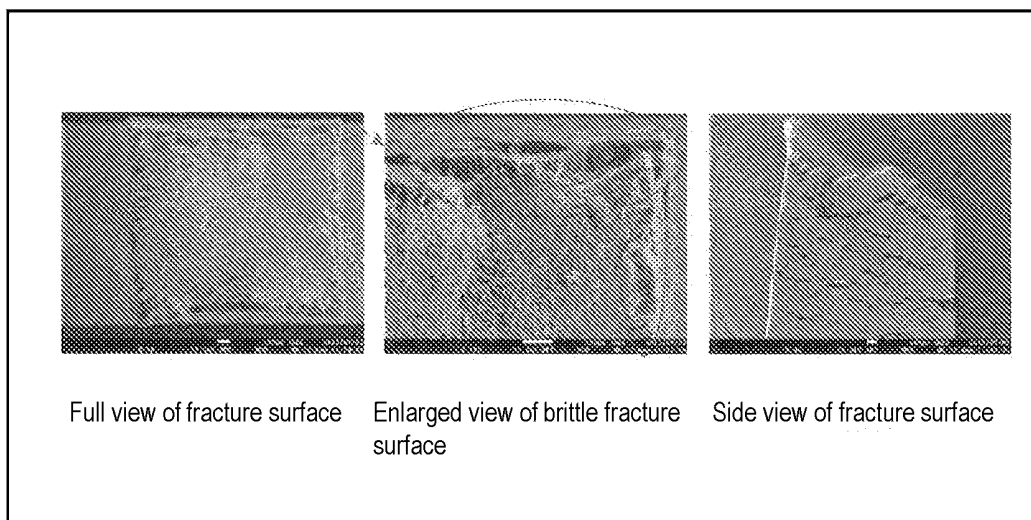 Full view of fracture surface
Enlarged view of brittle fracture
surface
Side view of fracture surface